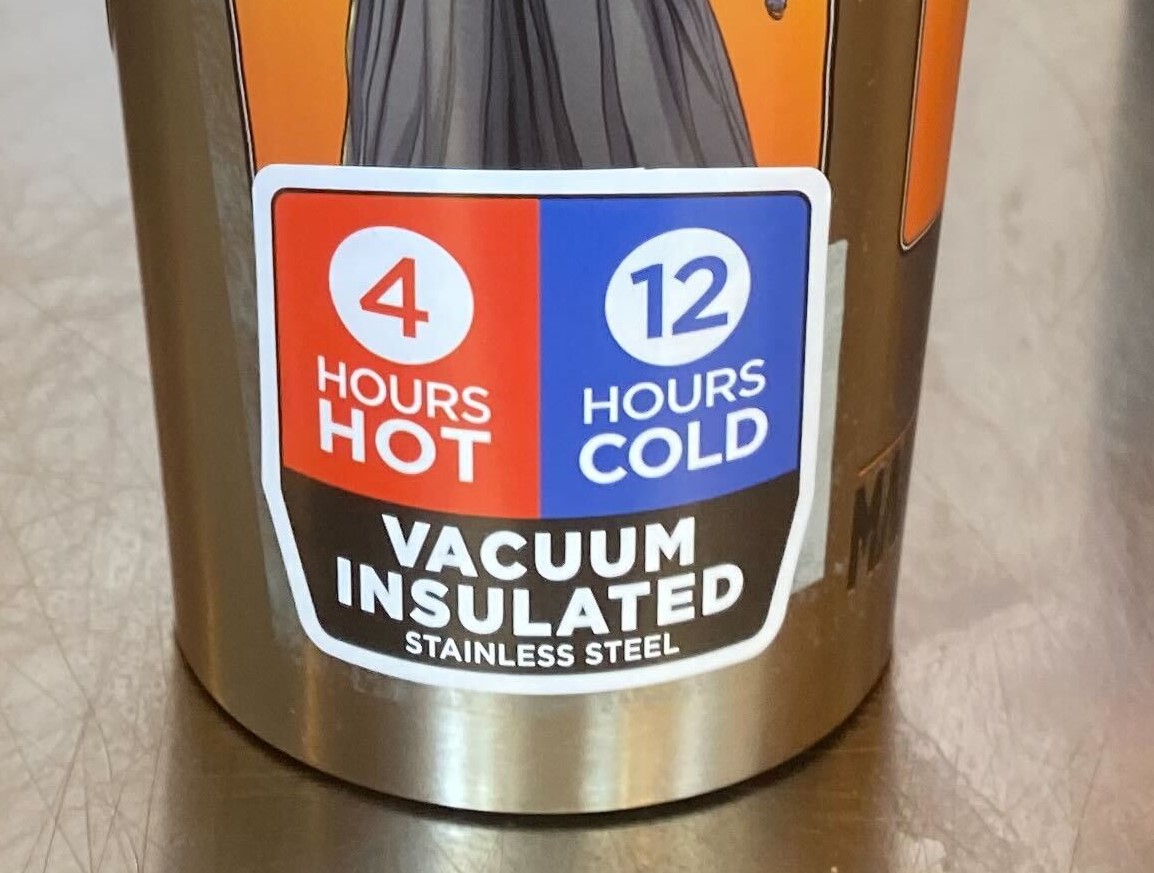 4
HOURS
HOT
12
HOURS
COLD
VACUUM
INSULATED
STAINLESS STEEL